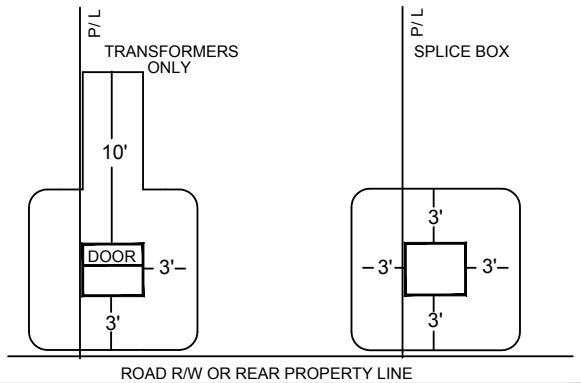 P/L
TRANSFORMERS
ONLY
10'
DOOR
3'
3'
P/L
SPLICE BOX
3'
3'
3'
3'
ROAD R/W OR REAR PROPERTY LINE